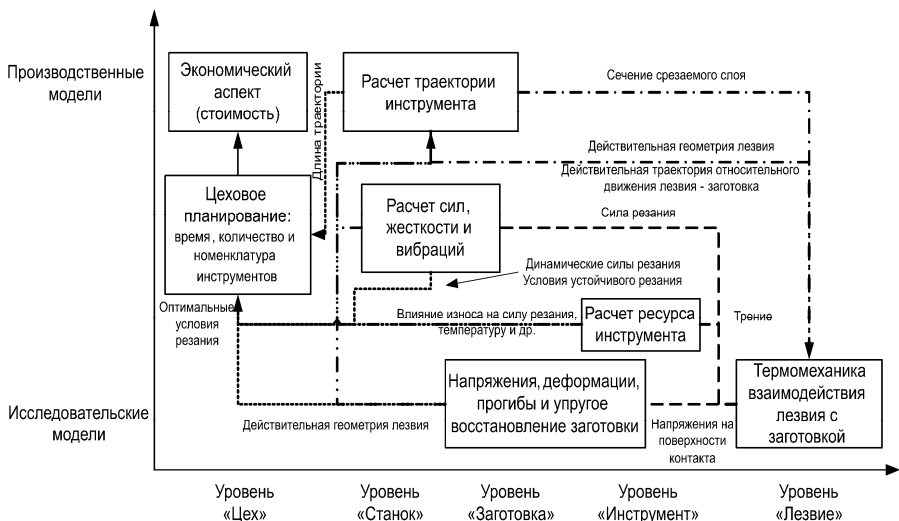 Производственные
модели
Экономический
аспект
(стоимость)
Длина траектории
Расчет траектории
инструмента
Сечение срезаемого слоя
Действительная геометрия лезвия
Действительная траектория относительного
движения лезвия - заготовка
Цеховое
планирование:
время, количество и
номенклатура
инструментов
Расчет сил,
жесткости и
вибраций
Сила резания
Динамические силы резания
Условия устойчивого резания
Оптимальные
условия
резания
Влияние износа на силу резания,
температуру и др.
Расчет ресурса
инструмента
Трение
Исследовательские
модели
Действительная геометрия лезвия
Напряжения, деформации,
прогибы и упругое
восстановление заготовки
Напряжения на
поверхности
контакта
Термомеханика
взаимодействия
лезвия с
заготовкой
Уровень
«Цех»
Уровень
«Станок»
Уровень
«Заготовка»
Уровень
«Инструмент»
Уровень
«Лезвие»